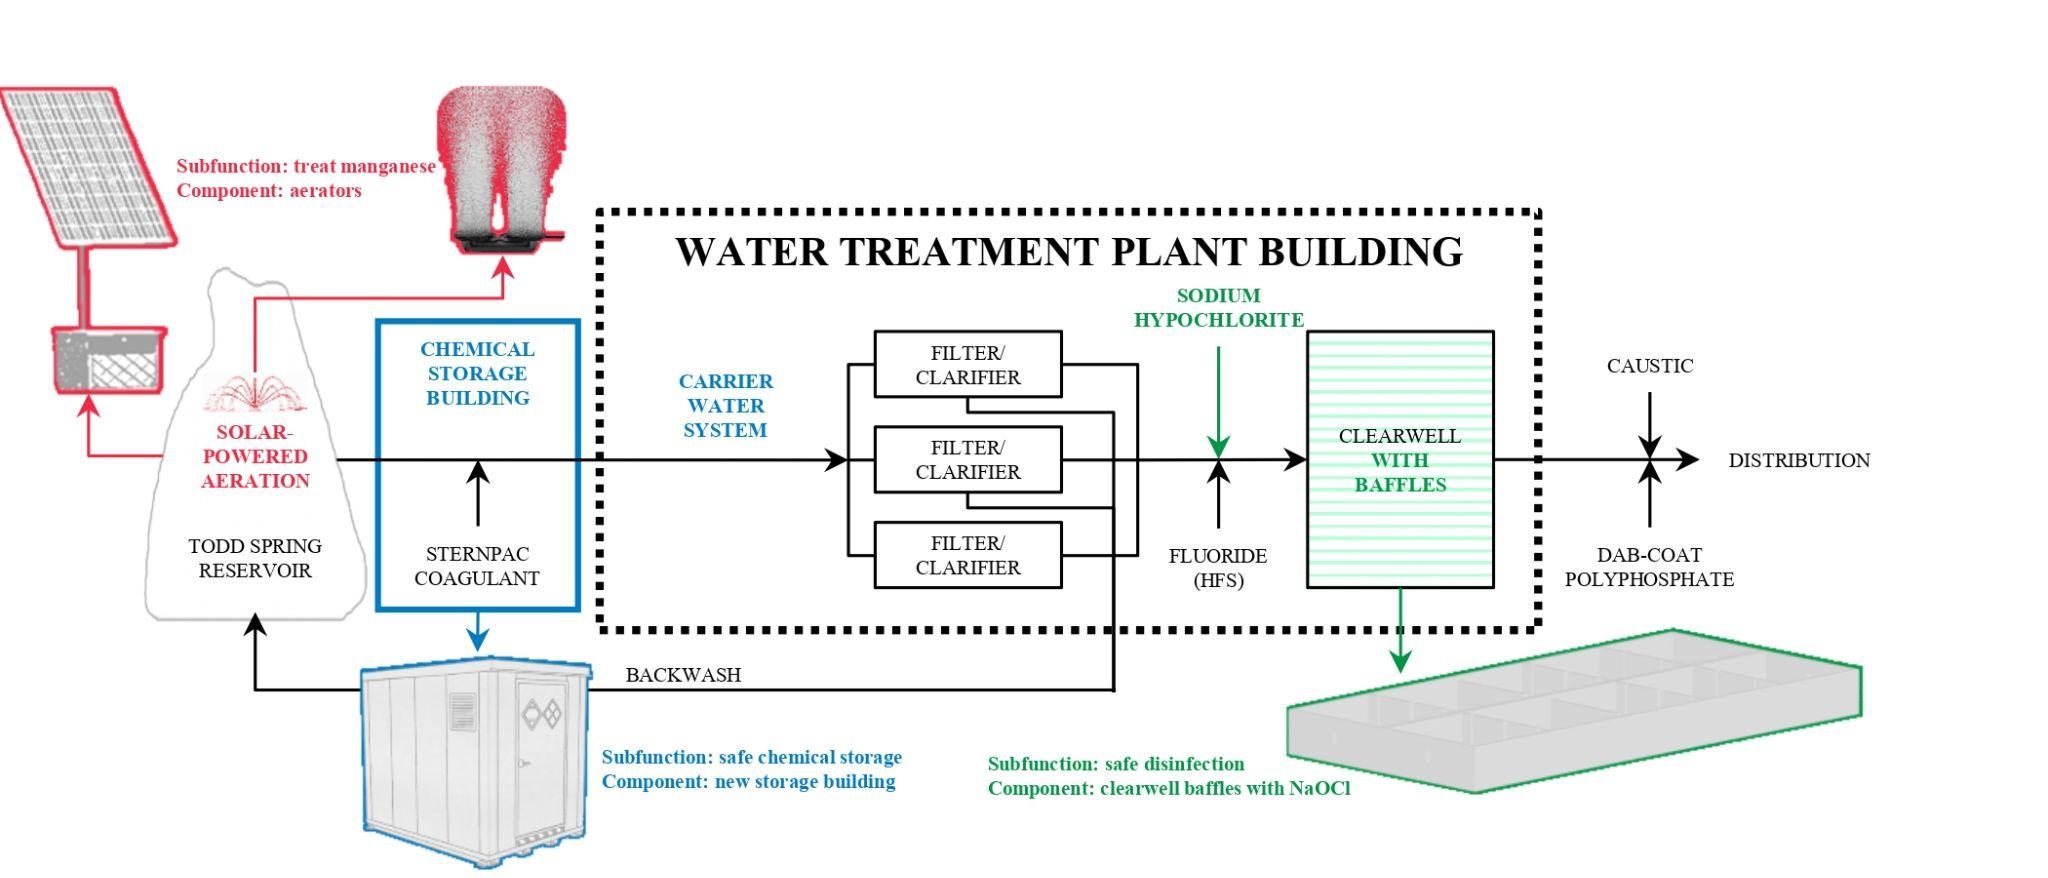 Subfunction: treat manganese
Component: aerators
WATER TREATMENT PLANT BUILDING
SODIUM
HYPOCHLORITE
CHEMICAL
STORAGE
BUILDING
CARRIER
WATER
SYSTEM
FILTER/
CLARIFIER
FILTER/
CLARIFIER
FILTER/
CLARIFIER
SOLAR-
POWERED
AERATION
TODD SPRING
RESERVOIR
STERNPAC
COAGULANT
FLUORIDE
(HFS)
CLEARWELL
WITH
BAFFLES
CAUSTIC
DISTRIBUTION
DAB-COAT
POLYPHOSPHATE
BACKWASH
Subfunction: safe chemical storage
Component: new storage building
Subfunction: safe disinfection
Component: clearwell baffles with NaOCl